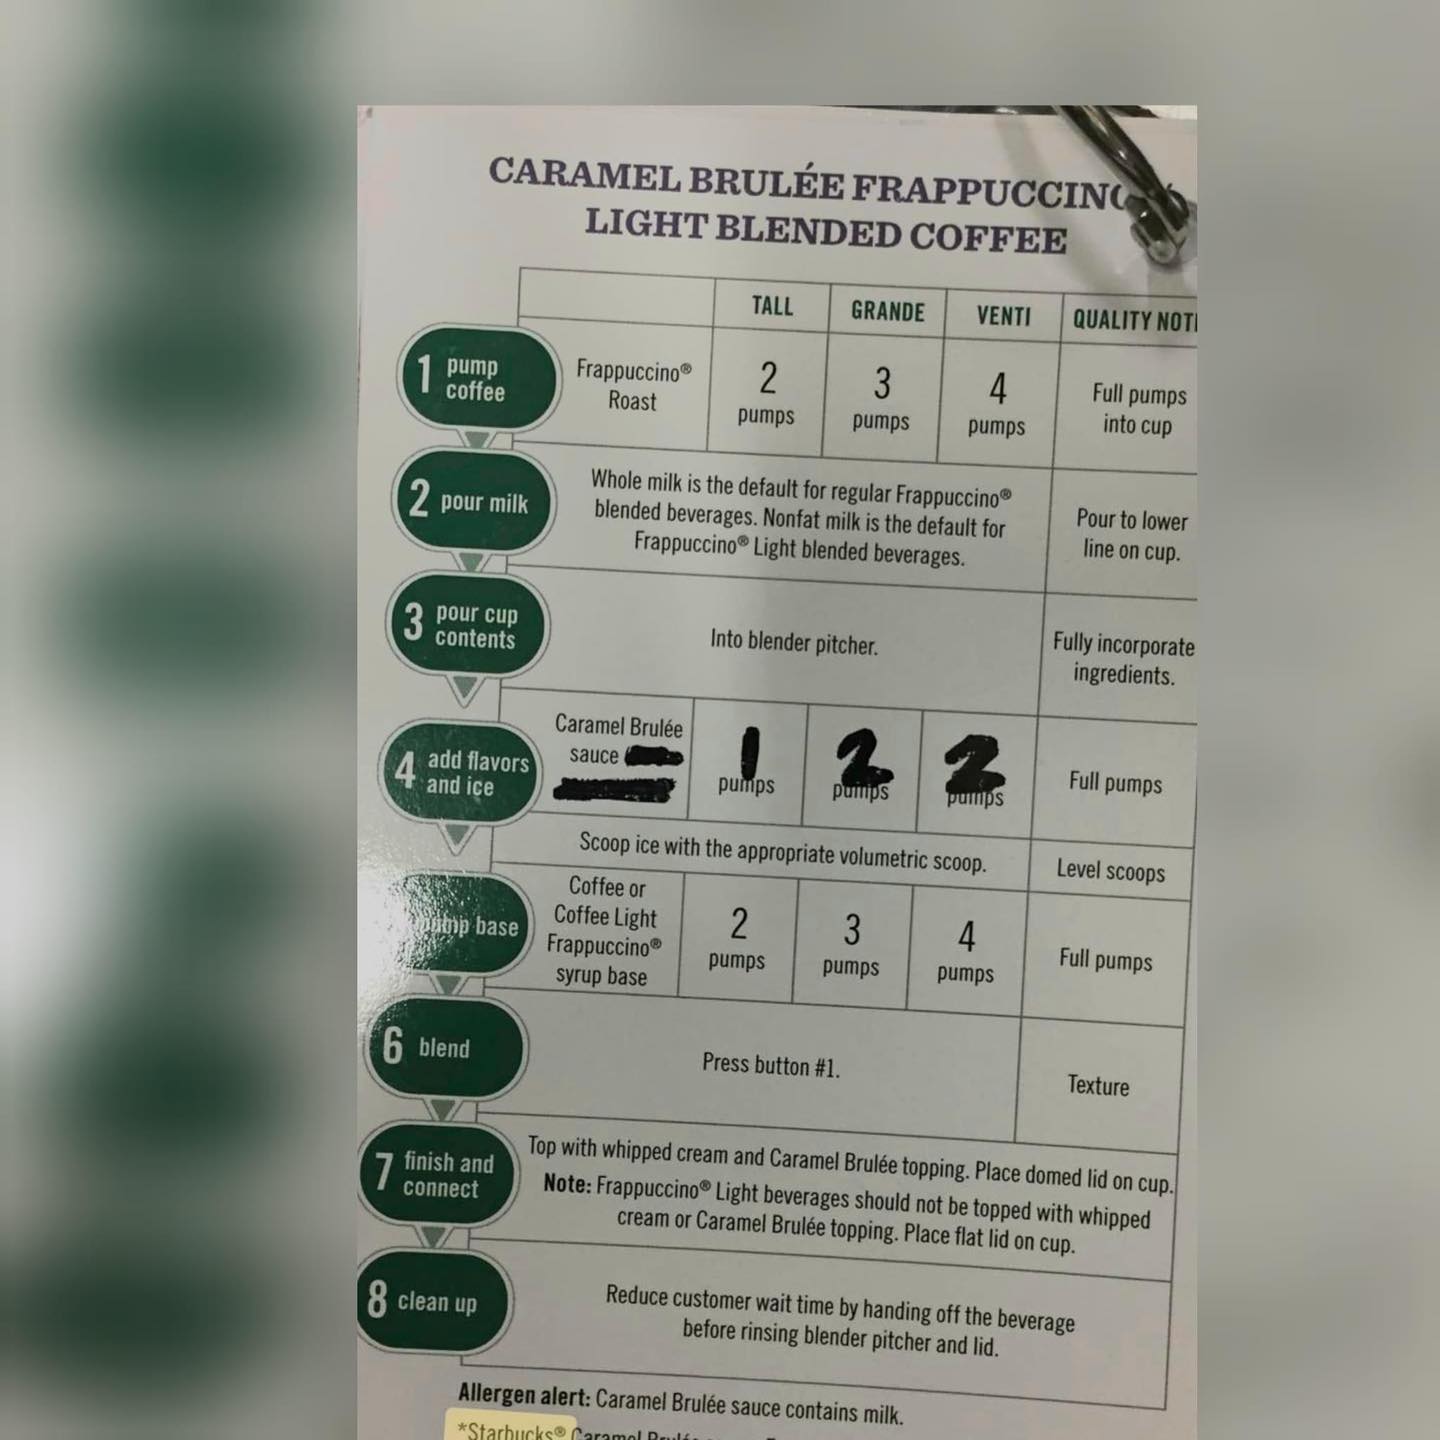 CARAMEL BRULÉE FRAPPUCCINO
LIGHT BLENDED COFFEE
TALL GRANDE VENTI QUALITY NOTE
1 pump coffee
Frappuccino® Roast
2 pumps
3 pumps
4 pumps
Full pumps into cup
2 pour milk
Whole milk is the default for regular Frappuccino®
blended beverages. Nonfat milk is the default for
Frappuccino® Light blended beverages.
Pour to lower line on cup.
3 pour cup contents
Into blender pitcher.
Fully incorporate ingredients.
4 add flavors and ice
Caramel Brulée sauce
1 pumps
2 pumps
2 pumps
Full pumps
Scoop ice with the appropriate volumetric scoop.
Level scoops
pump base
Coffee or
Coffee Light
Frappuccino®
syrup base
2 pumps
3 pumps
4 pumps
Full pumps
6 blend
Press button #1.
Texture
7 finish and connect
Top with whipped cream and Caramel Brulée topping. Place domed lid on cup.
Note: Frappuccino® Light beverages should not be topped with whipped
cream or Caramel Brulée topping. Place flat lid on cup.
8 clean up
Reduce customer wait time by handing off the beverage
before rinsing blender pitcher and lid.
Allergen alert: Caramel Brulée sauce contains milk.
*Starbucks® Caramel Brulée